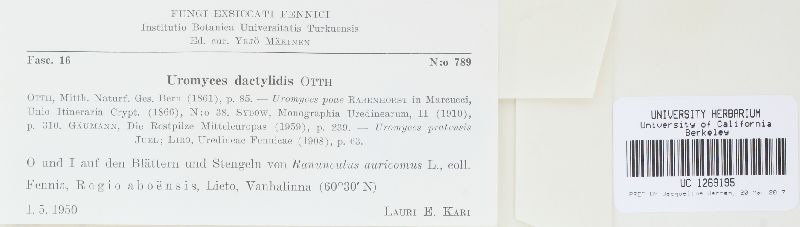 FUNGI EXSICCATI FENNICI
Instituto Botanica Universitatis Turkuensis
Ed. cur. YRJÖ MÄKINEN
Fasc. 16 N:o 789
Uromyces dactylidis OTTH
OTTH, Mitth. Naturf. Ges. Bern (1861), p. 85. — Uromyces poae RABENHORST in Marcucci,
Unio Itineraria Crypt. (1866), N:o 38. SYDOW, Monographia Uredinearum, II (1910),
p. 310. GÄUMANN, Die Rostpilze Mitteleuropas (1959), p. 239. — Uromyces pratensis
JUEL; LIRO, Uredineae Fennicae (1908), p. 63.
O und I auf den Blättern und Stengeln von Ranunculus auricomus L., coll.
Fennia, Regio aboënsis, Lieto, Vanhalinna (60°30′N)
1. 5. 1959 LAURI E. KARI
UNIVERSITY HERBARIUM
University of California
Berkeley
UC 1269195